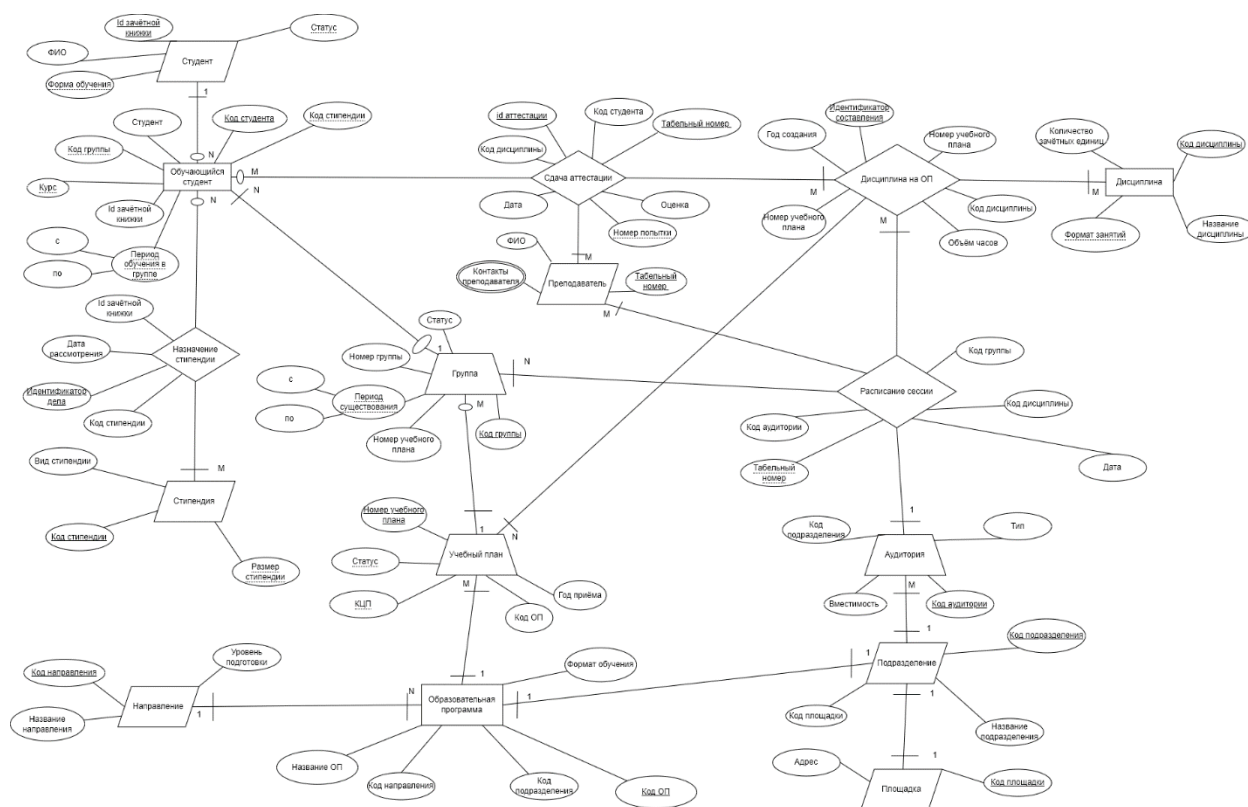 Id зачётной
книжки
Статус
ФИО
Студент
Форма обучения
1
Студент
Код студента
Код стипендии
Код группы
N
Обучающийся
студент
M
N
N
Курс
Id зачётной
книжки
с
Период
обучения в
группе
по
id аттестации
Код студента
Табельный номер
Код дисциплины
Сдача аттестации
Дата
Оценка
Номер попытки
Год создания
Идентификатор
составления
Номер учебного
плана
Дисциплина на ОП
M
Номер учебного
плана
Код дисциплины
M
Объём часов
Количество
зачётных единиц
Код дисциплины
Дисциплина
M
Формат занятий
Название
дисциплины
ФИО
M
Контакты
преподавателя
Преподаватель
Табельный
номер
M
Id зачётной
книжки
Дата
рассмотрения
Назначение
стипендии
Идентификатор
дела
Код стипендии
Статус
Номер группы
1
N
с
Период
существования
Группа
по
M
Номер учебного
плана
Код группы
Код группы
Расписание сессии
Код дисциплины
Код аудитории
Табельный
номер
Дата
Вид стипендии
M
Стипендия
Код стипендии
Размер
стипендии
Номер учебного
плана
1
N
Статус
Учебный план
КЦП
M
Год приёма
Код ОП
Код
подразделения
1
Тип
Аудитория
Вместимость
M
Код аудитории
Код направления
Уровень
подготовки
Направление
Название
направления
1
N
1
Формат обучения
Образовательная
программа
1
Название ОП
Код направления
Код
подразделения
Код ОП
1
Код подразделения
1
Подразделение
Код площадки
1
Название
подразделения
Адрес
1
Код площадки
Площадка